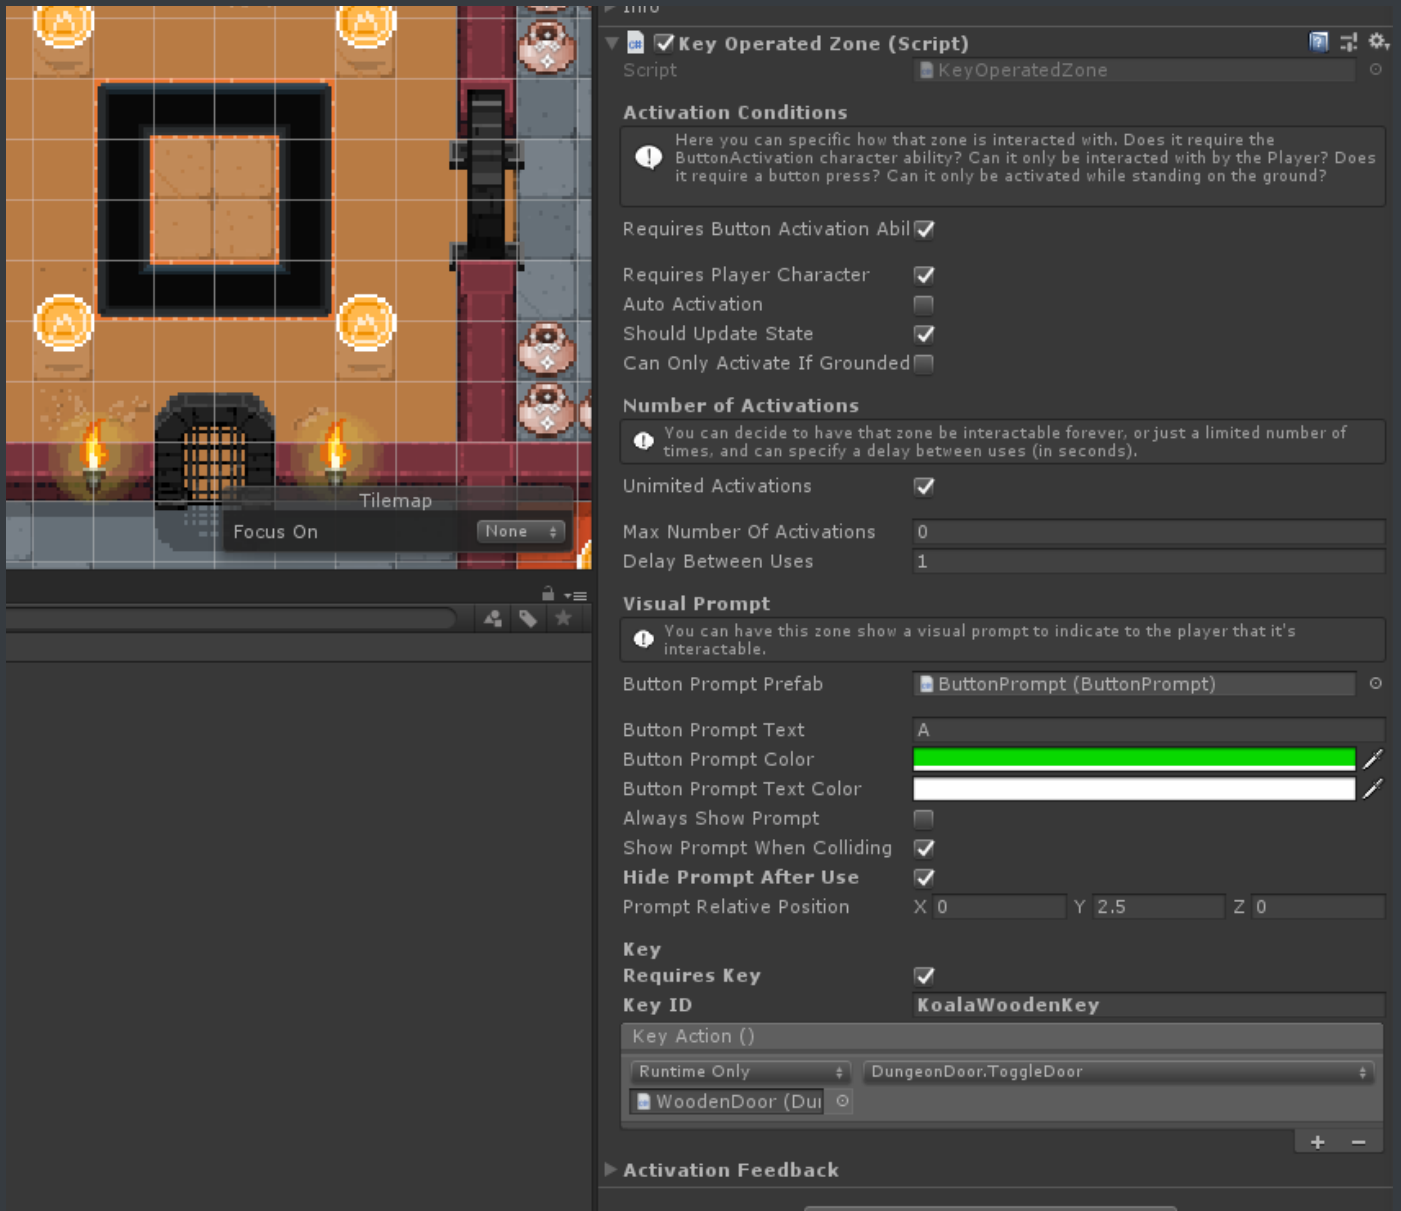 Info
Key Operated Zone (Script)
Script KeyOperatedZone
Activation Conditions
Here you can specific how that zone is interacted with. Does it require the
ButtonActivation character ability? Can it only be interacted with by the Player? Does
it require a button press? Can it only be activated while standing on the ground?
Requires Button Activation Abil
Requires Player Character
Auto Activation
Should Update State
Can Only Activate If Grounded
Number of Activations
You can decide to have that zone be interactable forever, or just a limited number of
times, and can specify a delay between uses (in seconds).
Unimited Activations
Max Number Of Activations 0
Delay Between Uses 1
Visual Prompt
You can have this zone show a visual prompt to indicate to the player that it's
interactable.
Button Prompt Prefab ButtonPrompt (ButtonPrompt)
Button Prompt Text A
Button Prompt Color
Button Prompt Text Color
Always Show Prompt
Show Prompt When Colliding
Hide Prompt After Use
Prompt Relative Position X 0 Y 2.5 Z 0
Key
Requires Key
Key ID KoalaWoodenKey
Key Action ()
Runtime Only DungeonDoor.ToggleDoor
WoodenDoor (Dun
Activation Feedback
Tilemap
Focus On None